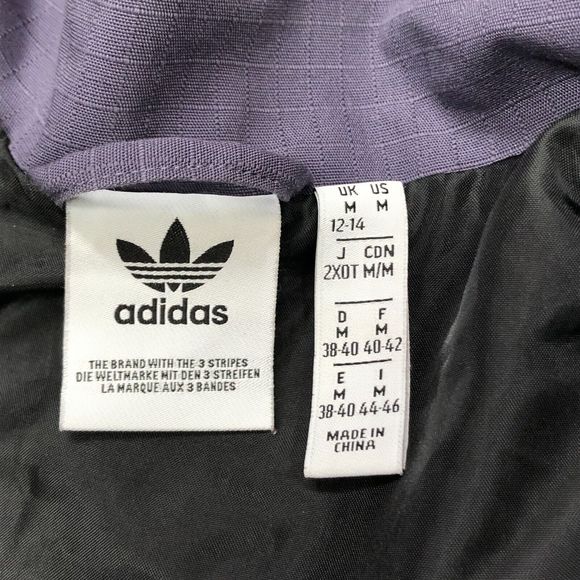 adidas
THE BRAND WITH THE 3 STRIPES
DIE WELTMARKE MIT DEN 3 STREIFEN
LA MARQUE AUX 3 BANDES
UK US
M M
12-14
J CDN
2XOT M/M
D F
M M
38-40 40-42
E I
M M
38-40 44-46
MADE IN
CHINA